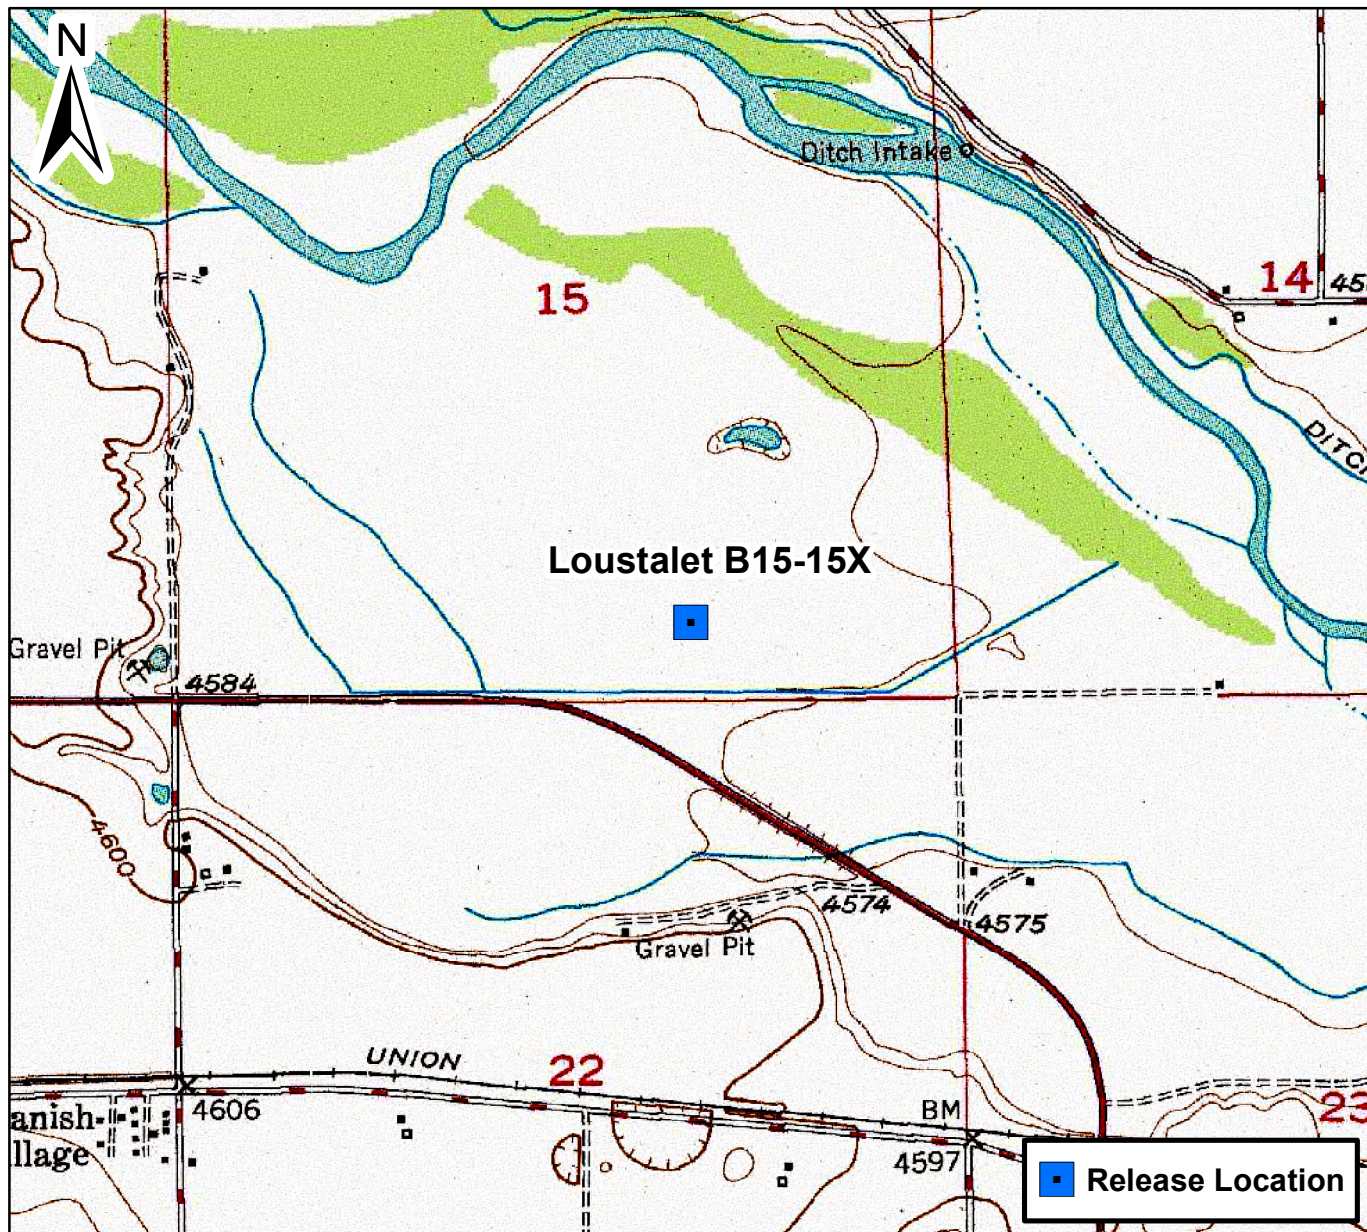 N
Ditch Intake
14
45
15
DITCH
Loustalet B15-15X
Gravel Pit
4584
4600
4574
4575
Gravel Pit
UNION
22
4606
BM
23
anish
llage
4597
Release Location